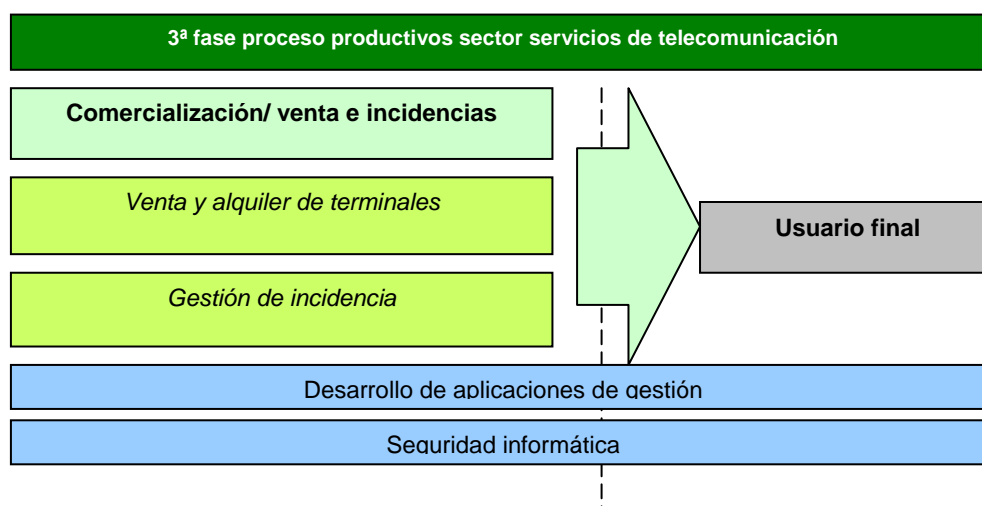 3ª fase proceso productivos sector servicios de telecomunicación
Comercialización/ venta e incidencias
Venta y alquiler de terminales
Usuario final
Gestión de incidencia
Desarrollo de aplicaciones de gestión
Seguridad informática